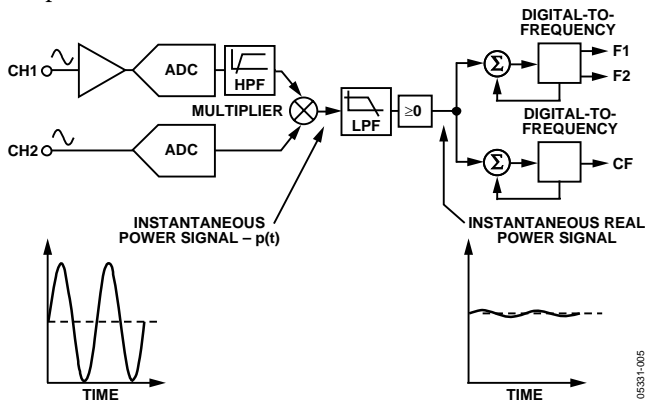 DIGITAL-TO-
FREQUENCY
F1
F2
CH1
ADC
HPF
MULTIPLIER
LPF
≥0
Σ
DIGITAL-TO-
FREQUENCY
CH2
ADC
Σ
CF
INSTANTANEOUS
POWER SIGNAL – p(t)
INSTANTANEOUS REAL
POWER SIGNAL
TIME
TIME
05331-005